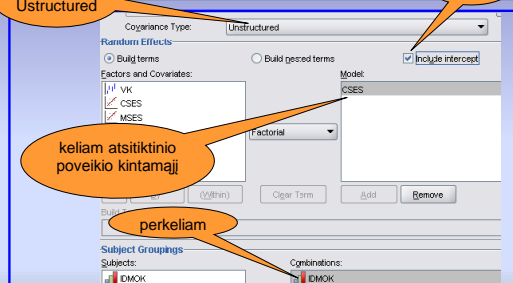 Ustructured
Covariance Type: Unstructured
Random Effects
Build terms Build nested terms Include intercept
Factors and Covariates: Model:
VK CSES
CSES
MSES
Factorial
keliam atsitiktinio
poveikio kintamąjį
(Within) Clear Term Add Remove
Build T
perkeliam
Subject Groupings
Subjects: Combinations:
IDMOK IDMOK